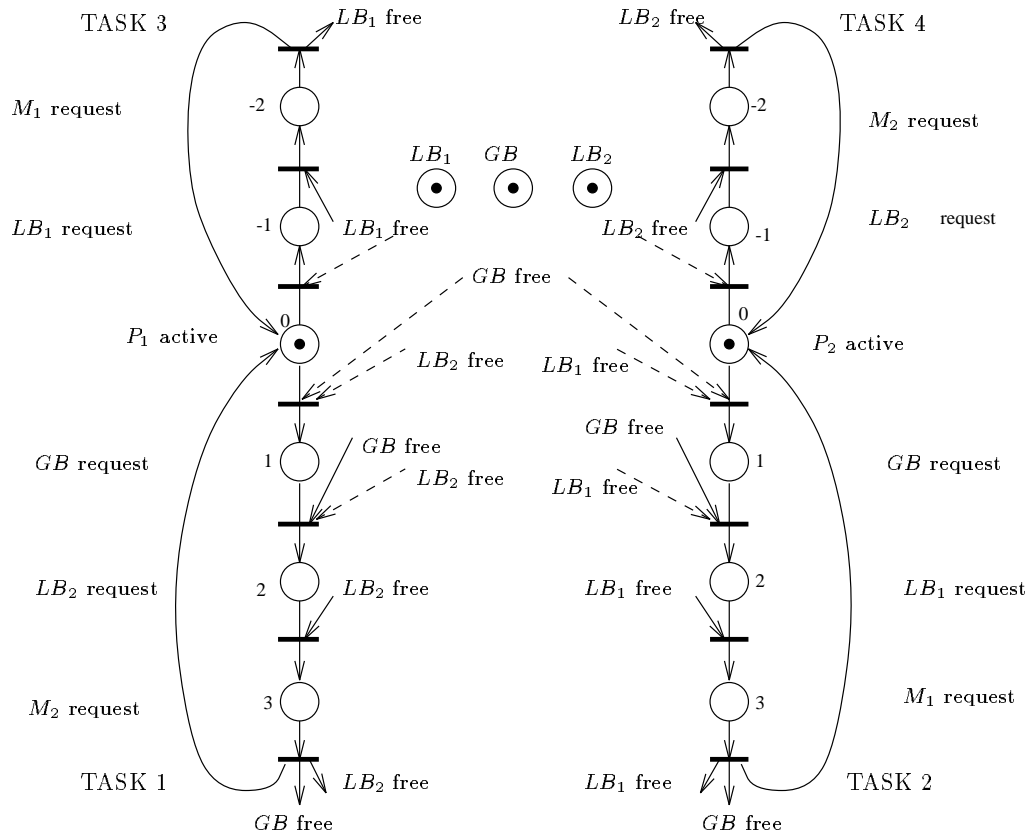 TASK 3
LB₁ free
LB₂ free
TASK 4
-2
-2
M₁ request
M₂ request
LB₁
GB
LB₂
LB₁ request
-1
LB₁ free
LB₂ free
-1
LB₂ request
GB free
P₁ active
0
0
P₂ active
LB₂ free
LB₁ free
GB free
GB free
GB request
1
1
GB request
LB₂ free
LB₁ free
LB₂ request
2
LB₂ free
LB₁ free
2
LB₁ request
M₂ request
3
3
M₁ request
TASK 1
LB₂ free
LB₁ free
TASK 2
GB free
GB free